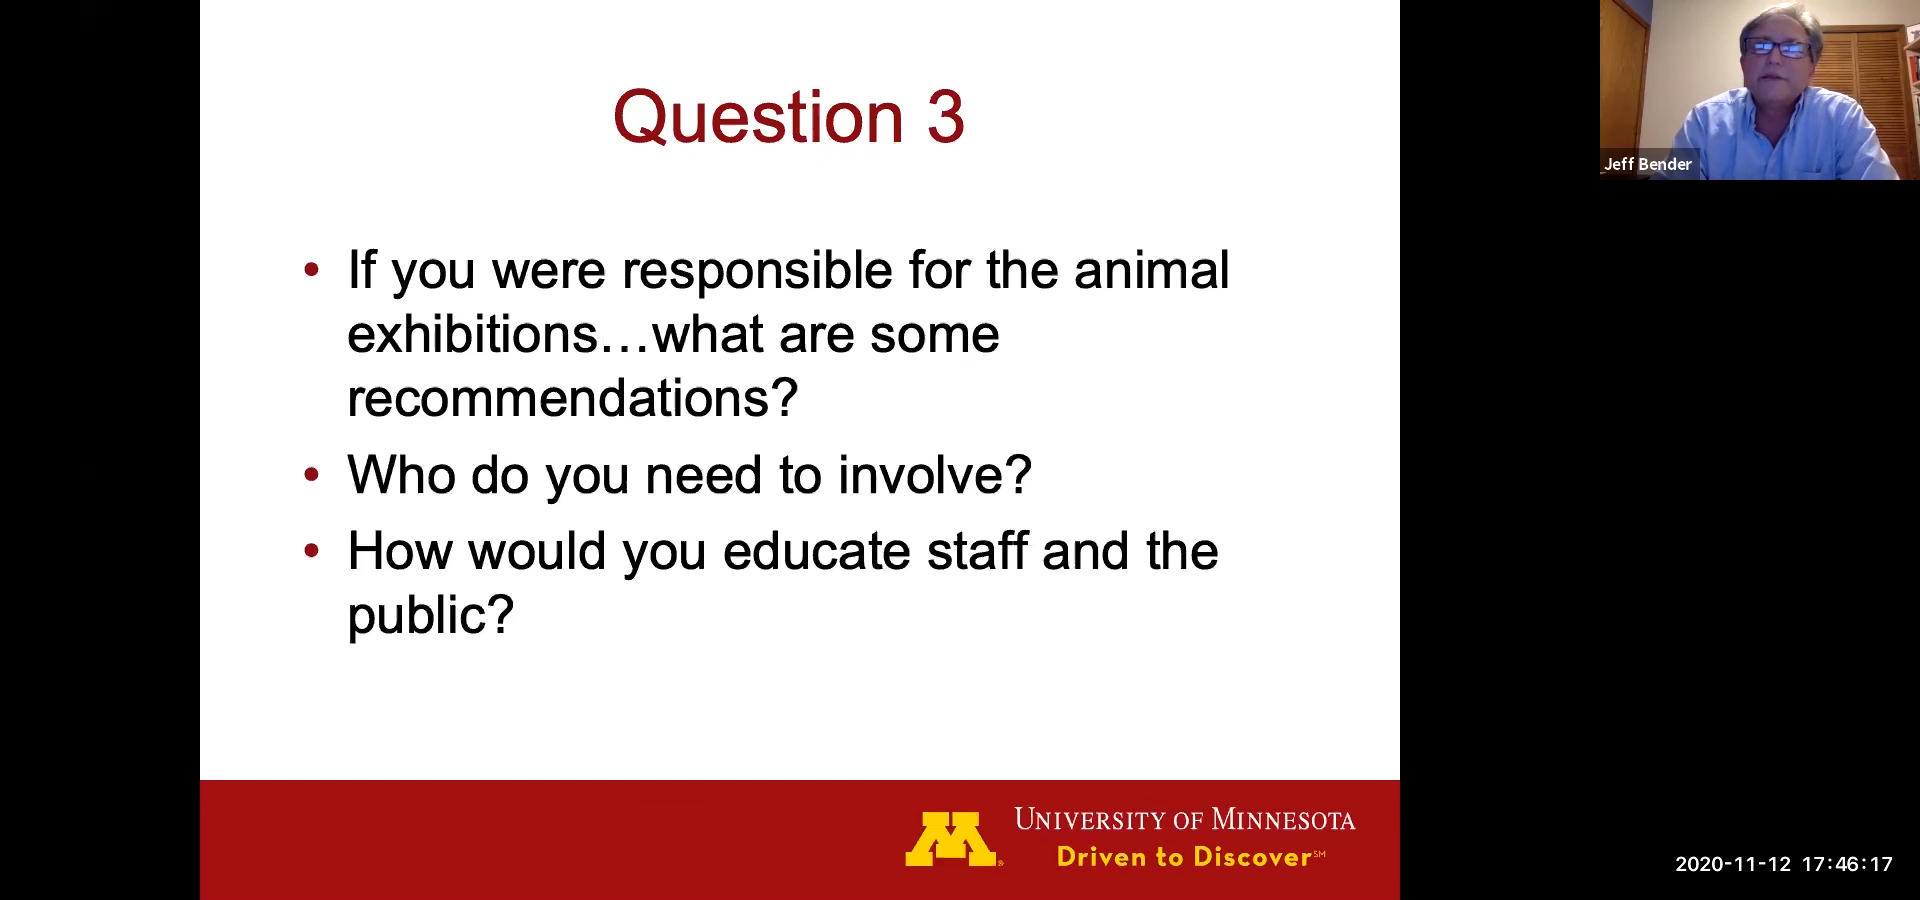 Question 3
• If you were responsible for the animal
exhibitions…what are some
recommendations?
• Who do you need to involve?
• How would you educate staff and the
public?
UNIVERSITY OF MINNESOTA
Driven to Discover℠
Jeff Bender
2020-11-12 17:46:17